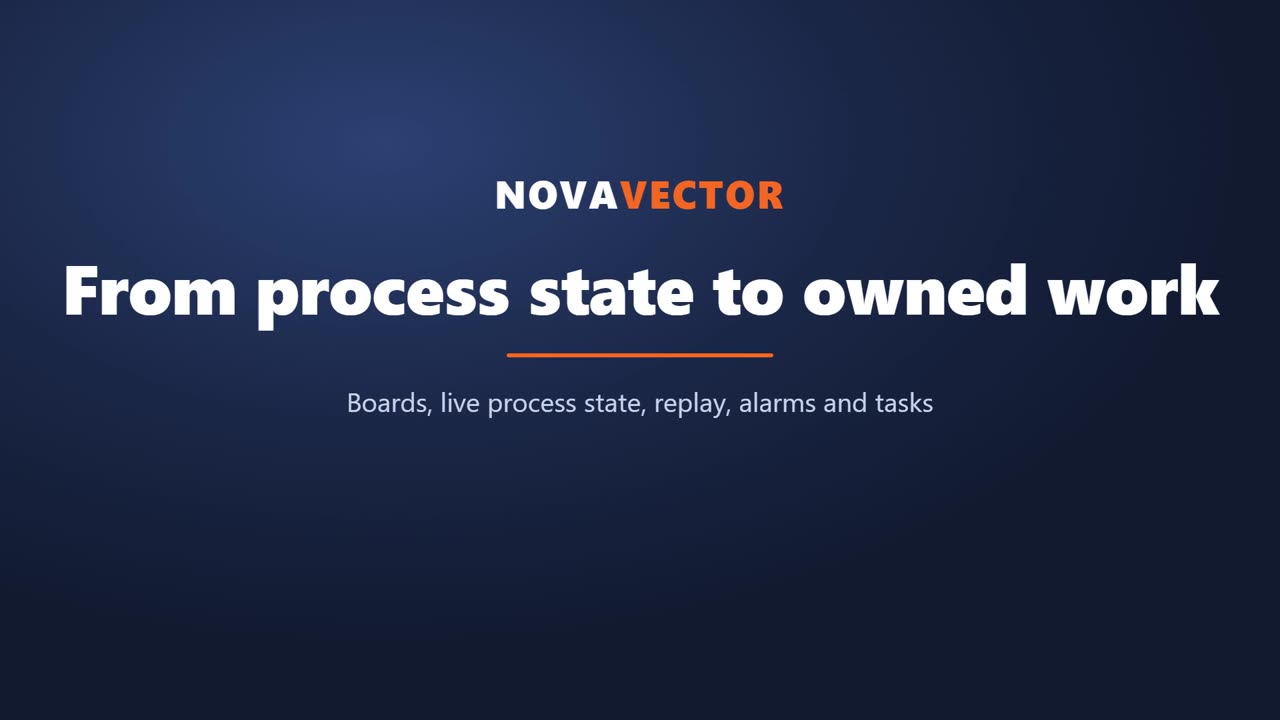 NOVAVECTOR
From process state to owned work
Boards, live process state, replay, alarms and tasks